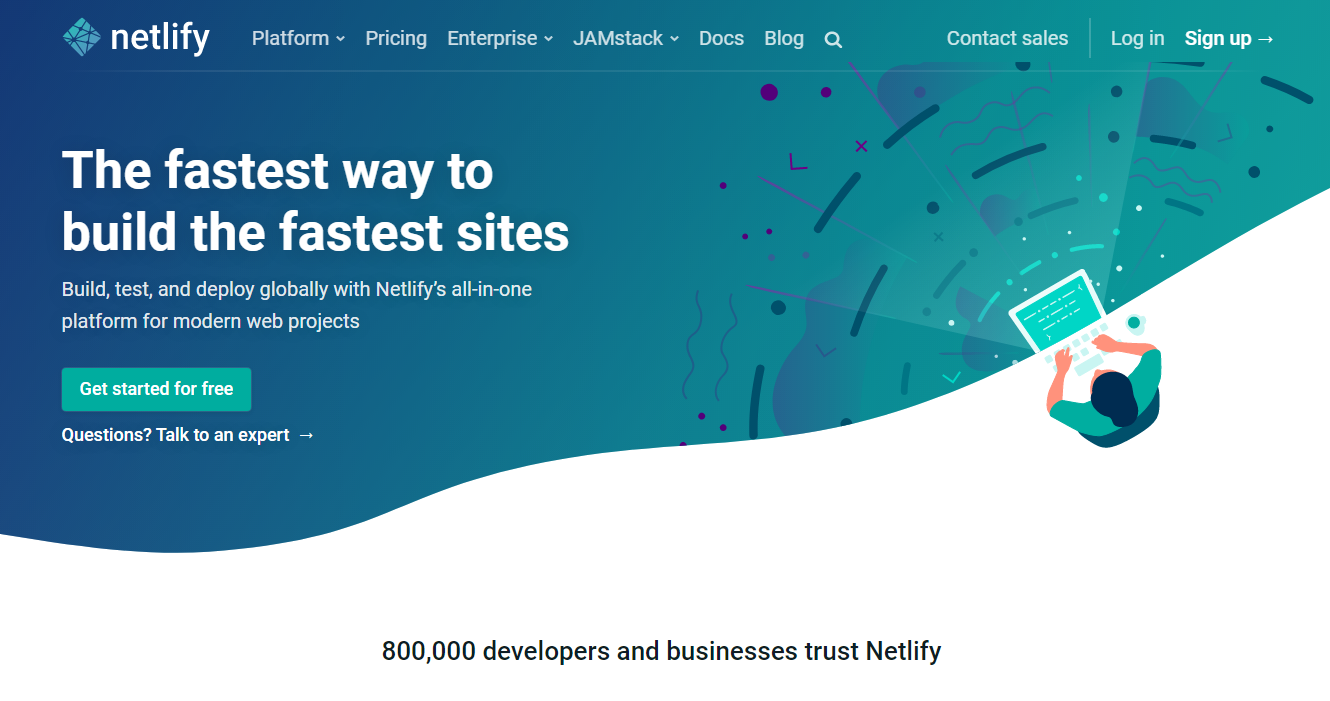 netlify Platform Pricing Enterprise JAMstack Docs Blog Contact sales Log in Sign up →
The fastest way to
build the fastest sites
Build, test, and deploy globally with Netlify’s all-in-one
platform for modern web projects
Get started for free
Questions? Talk to an expert →
800,000 developers and businesses trust Netlify